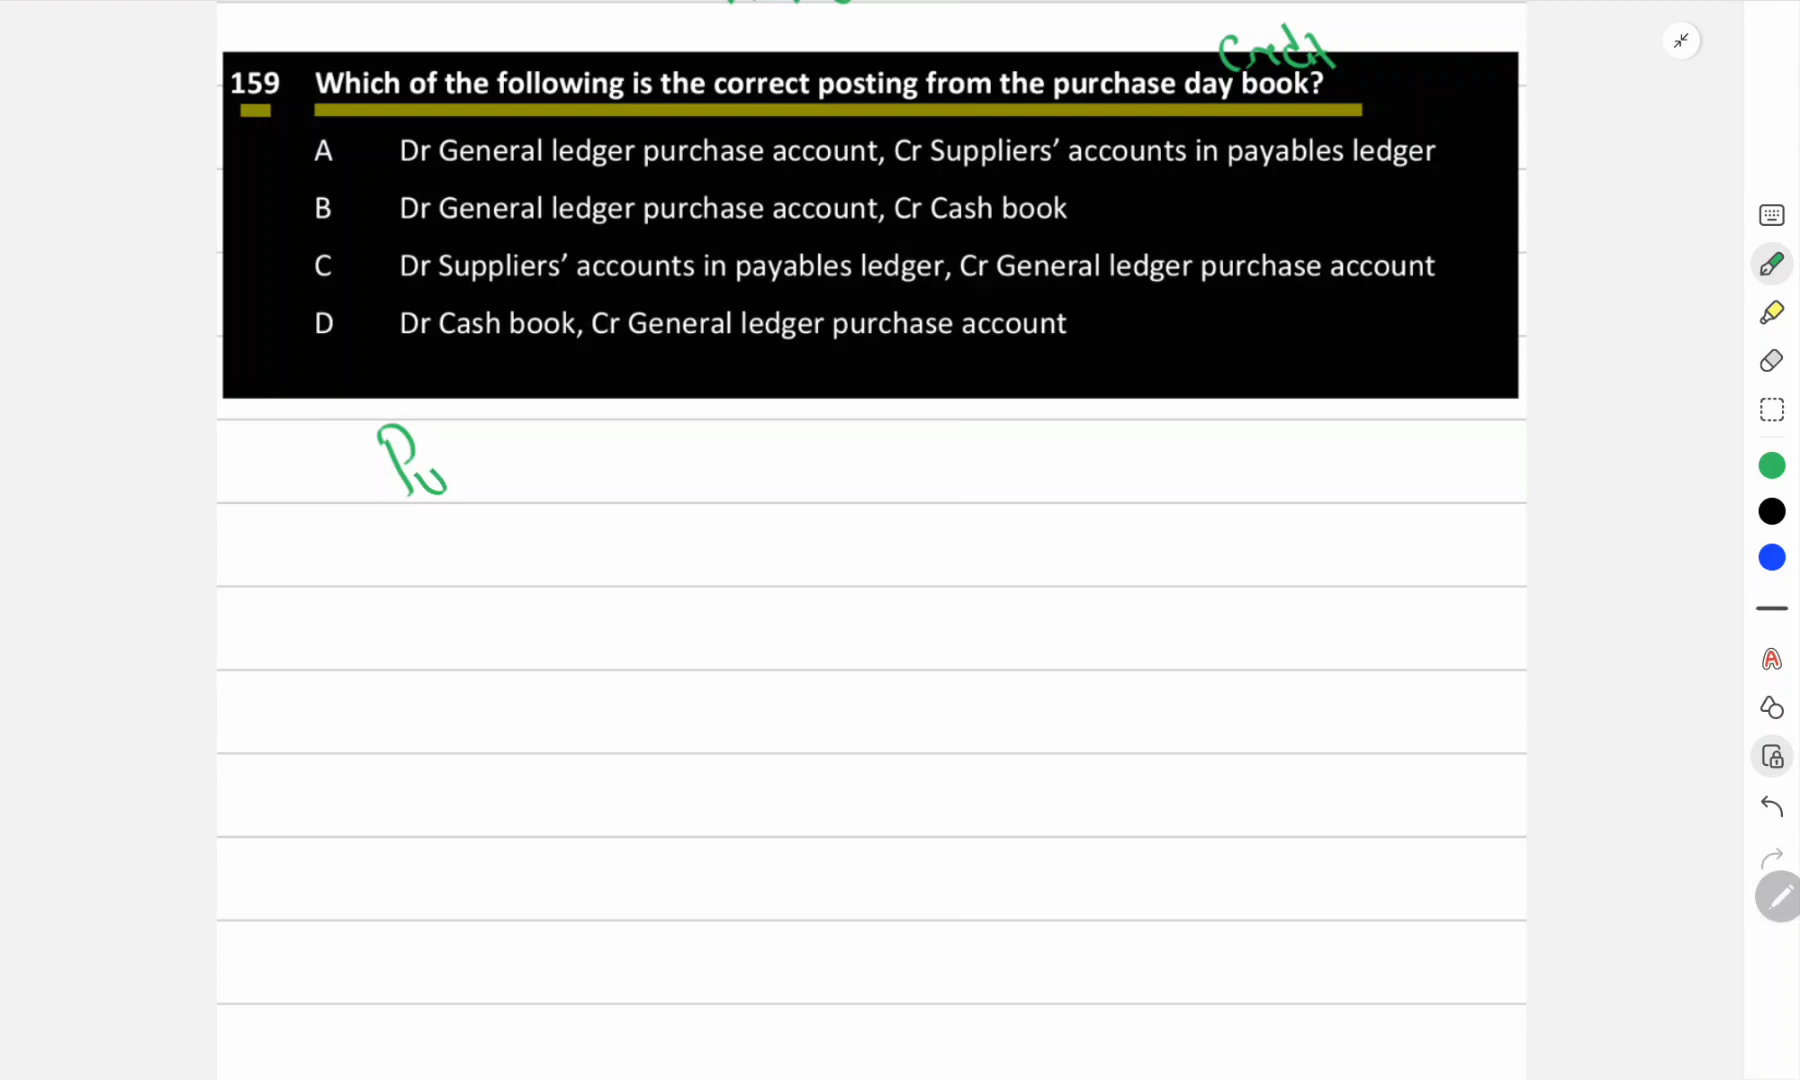 Credit
159 Which of the following is the correct posting from the purchase day book?
A Dr General ledger purchase account, Cr Suppliers’ accounts in payables ledger
B Dr General ledger purchase account, Cr Cash book
C Dr Suppliers’ accounts in payables ledger, Cr General ledger purchase account
D Dr Cash book, Cr General ledger purchase account
Pu